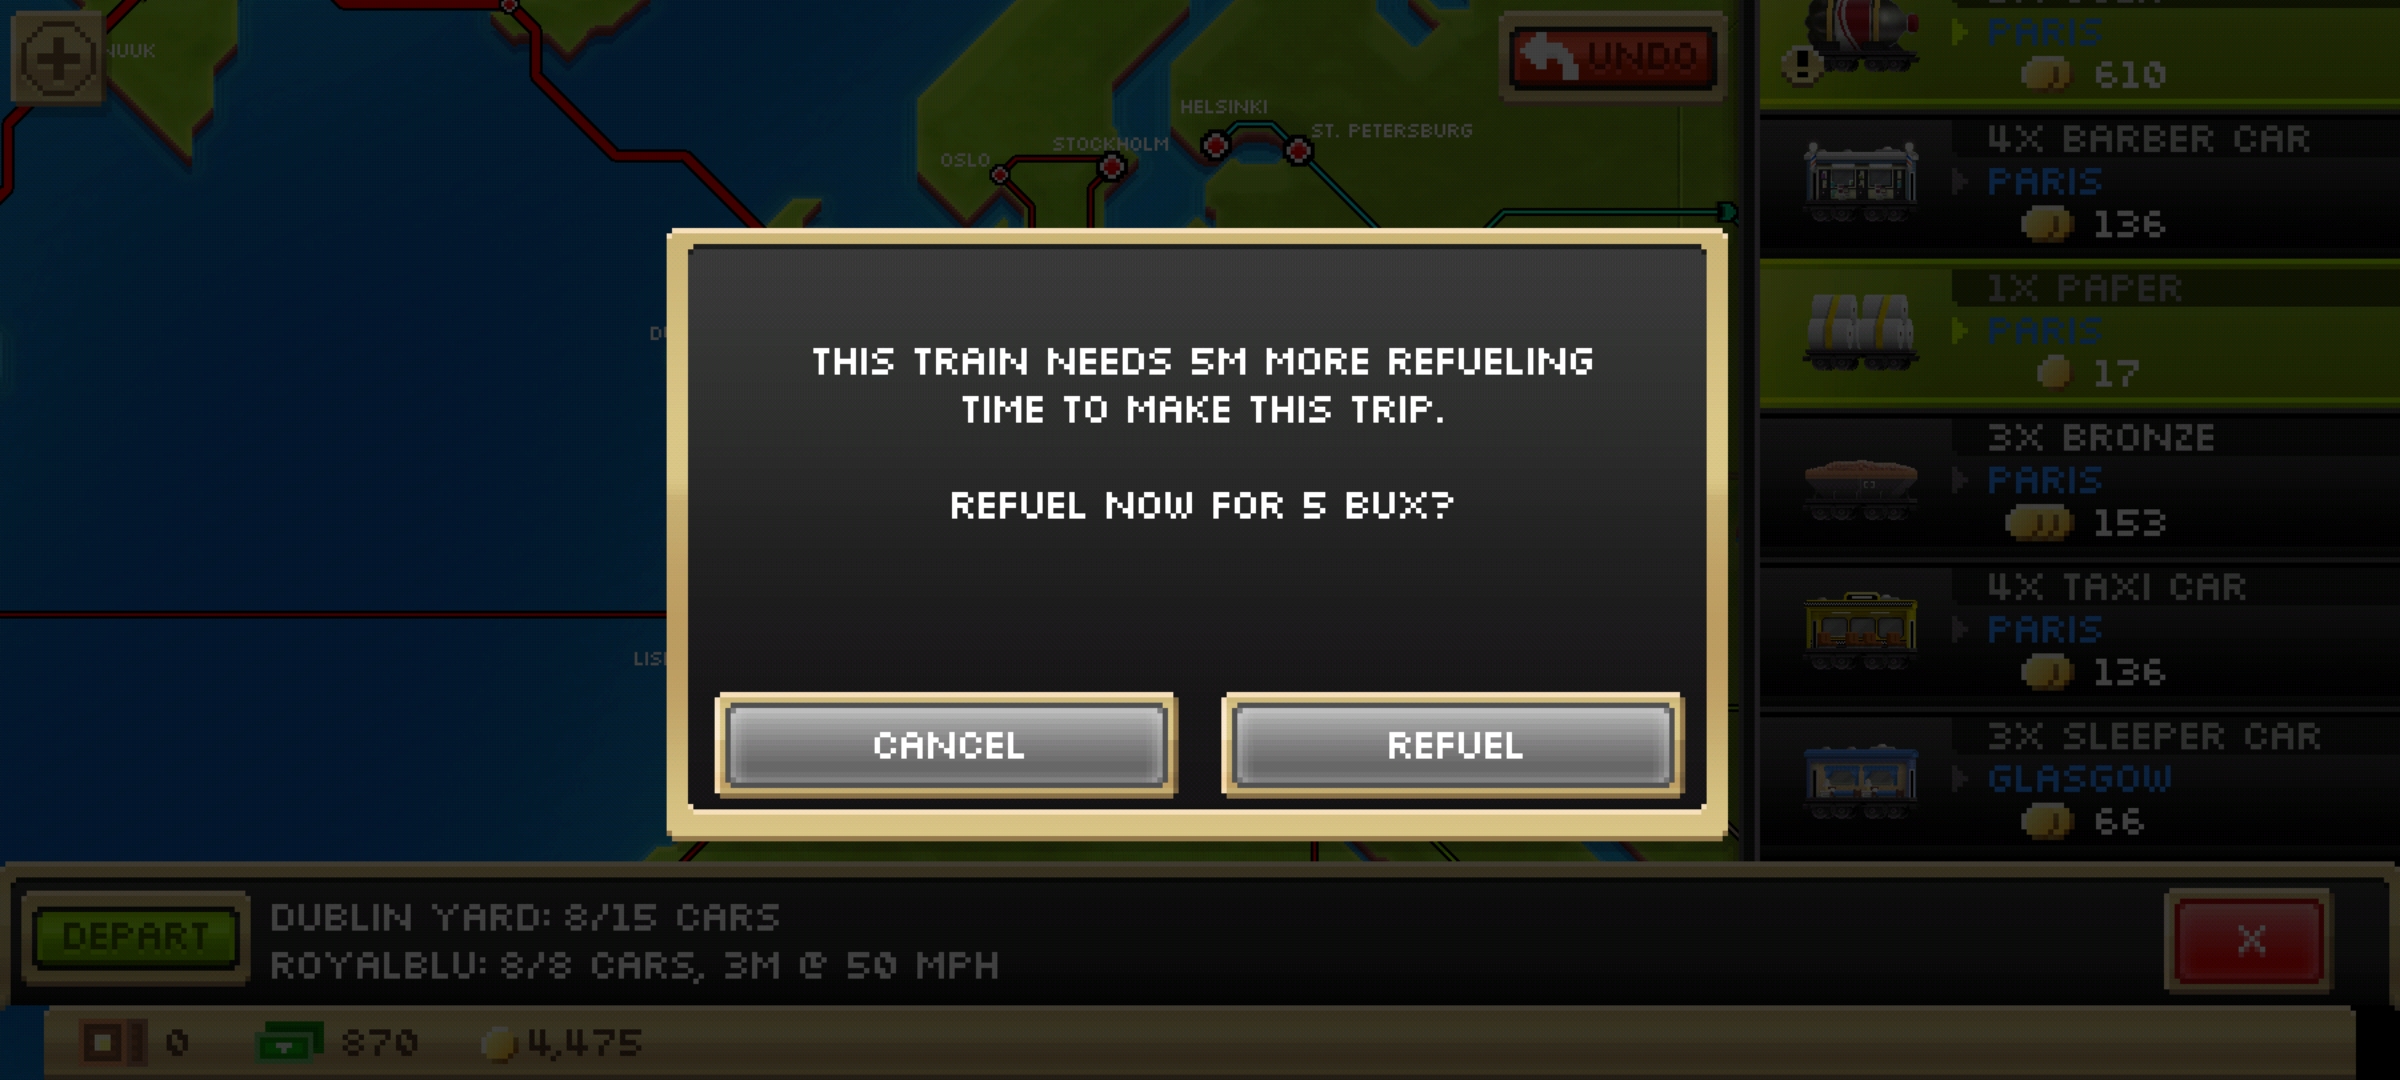 NUUK
UNDO
HELSINKI
ST. PETERSBURG
STOCKHOLM
OSLO
PARIS
610
4X BARBER CAR
PARIS
136
1X PAPER
PARIS
17
3X BRONZE
PARIS
153
4X TAXI CAR
PARIS
136
3X SLEEPER CAR
GLASGOW
66
THIS TRAIN NEEDS 5M MORE REFUELING
TIME TO MAKE THIS TRIP.
REFUEL NOW FOR 5 BUX?
CANCEL
REFUEL
DEPART
DUBLIN YARD: 8/15 CARS
ROYALBLU: 8/8 CARS, 3M @ 50 MPH
X
0
870
4,475